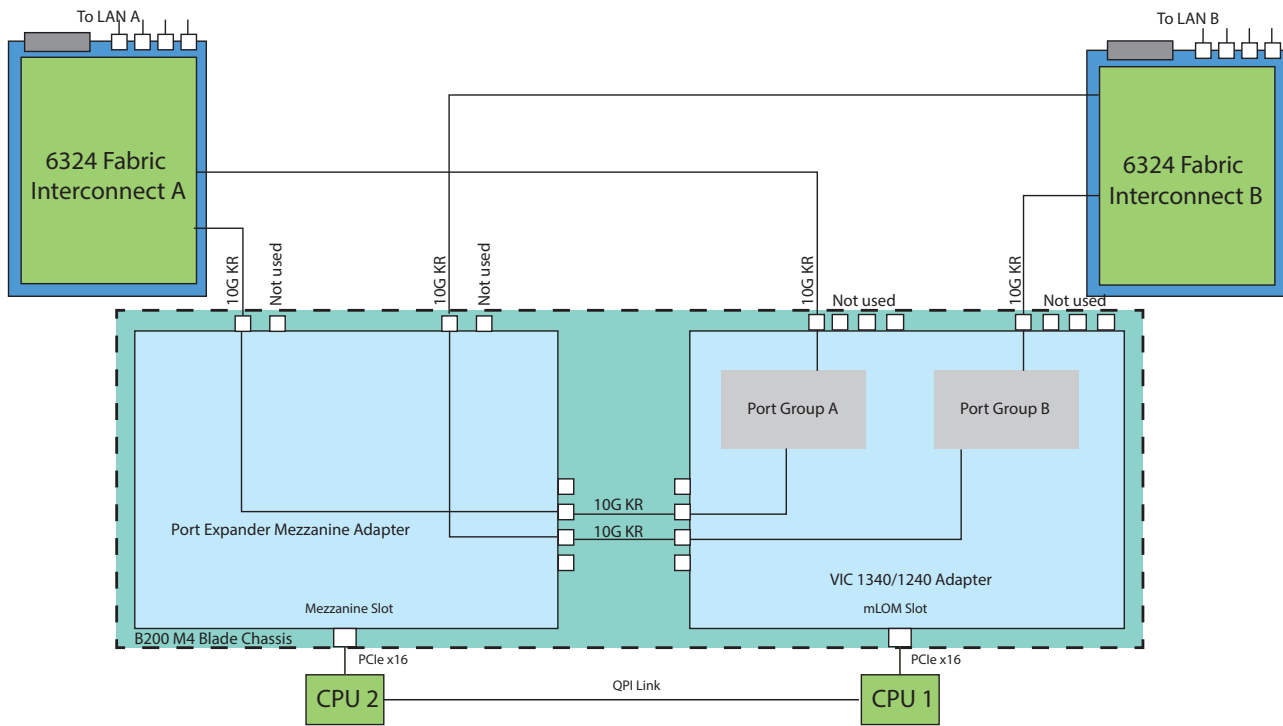 To LAN A
To LAN B
6324 Fabric
Interconnect A
6324 Fabric
Interconnect B
10G KR
Not used
10G KR
Not used
10G KR
Not used
10G KR
Not used
Port Group A
Port Group B
10G KR
10G KR
Port Expander Mezzanine Adapter
VIC 1340/1240 Adapter
Mezzanine Slot
mLOM Slot
B200 M4 Blade Chassis
PCIe x16
PCIe x16
CPU 2
QPI Link
CPU 1